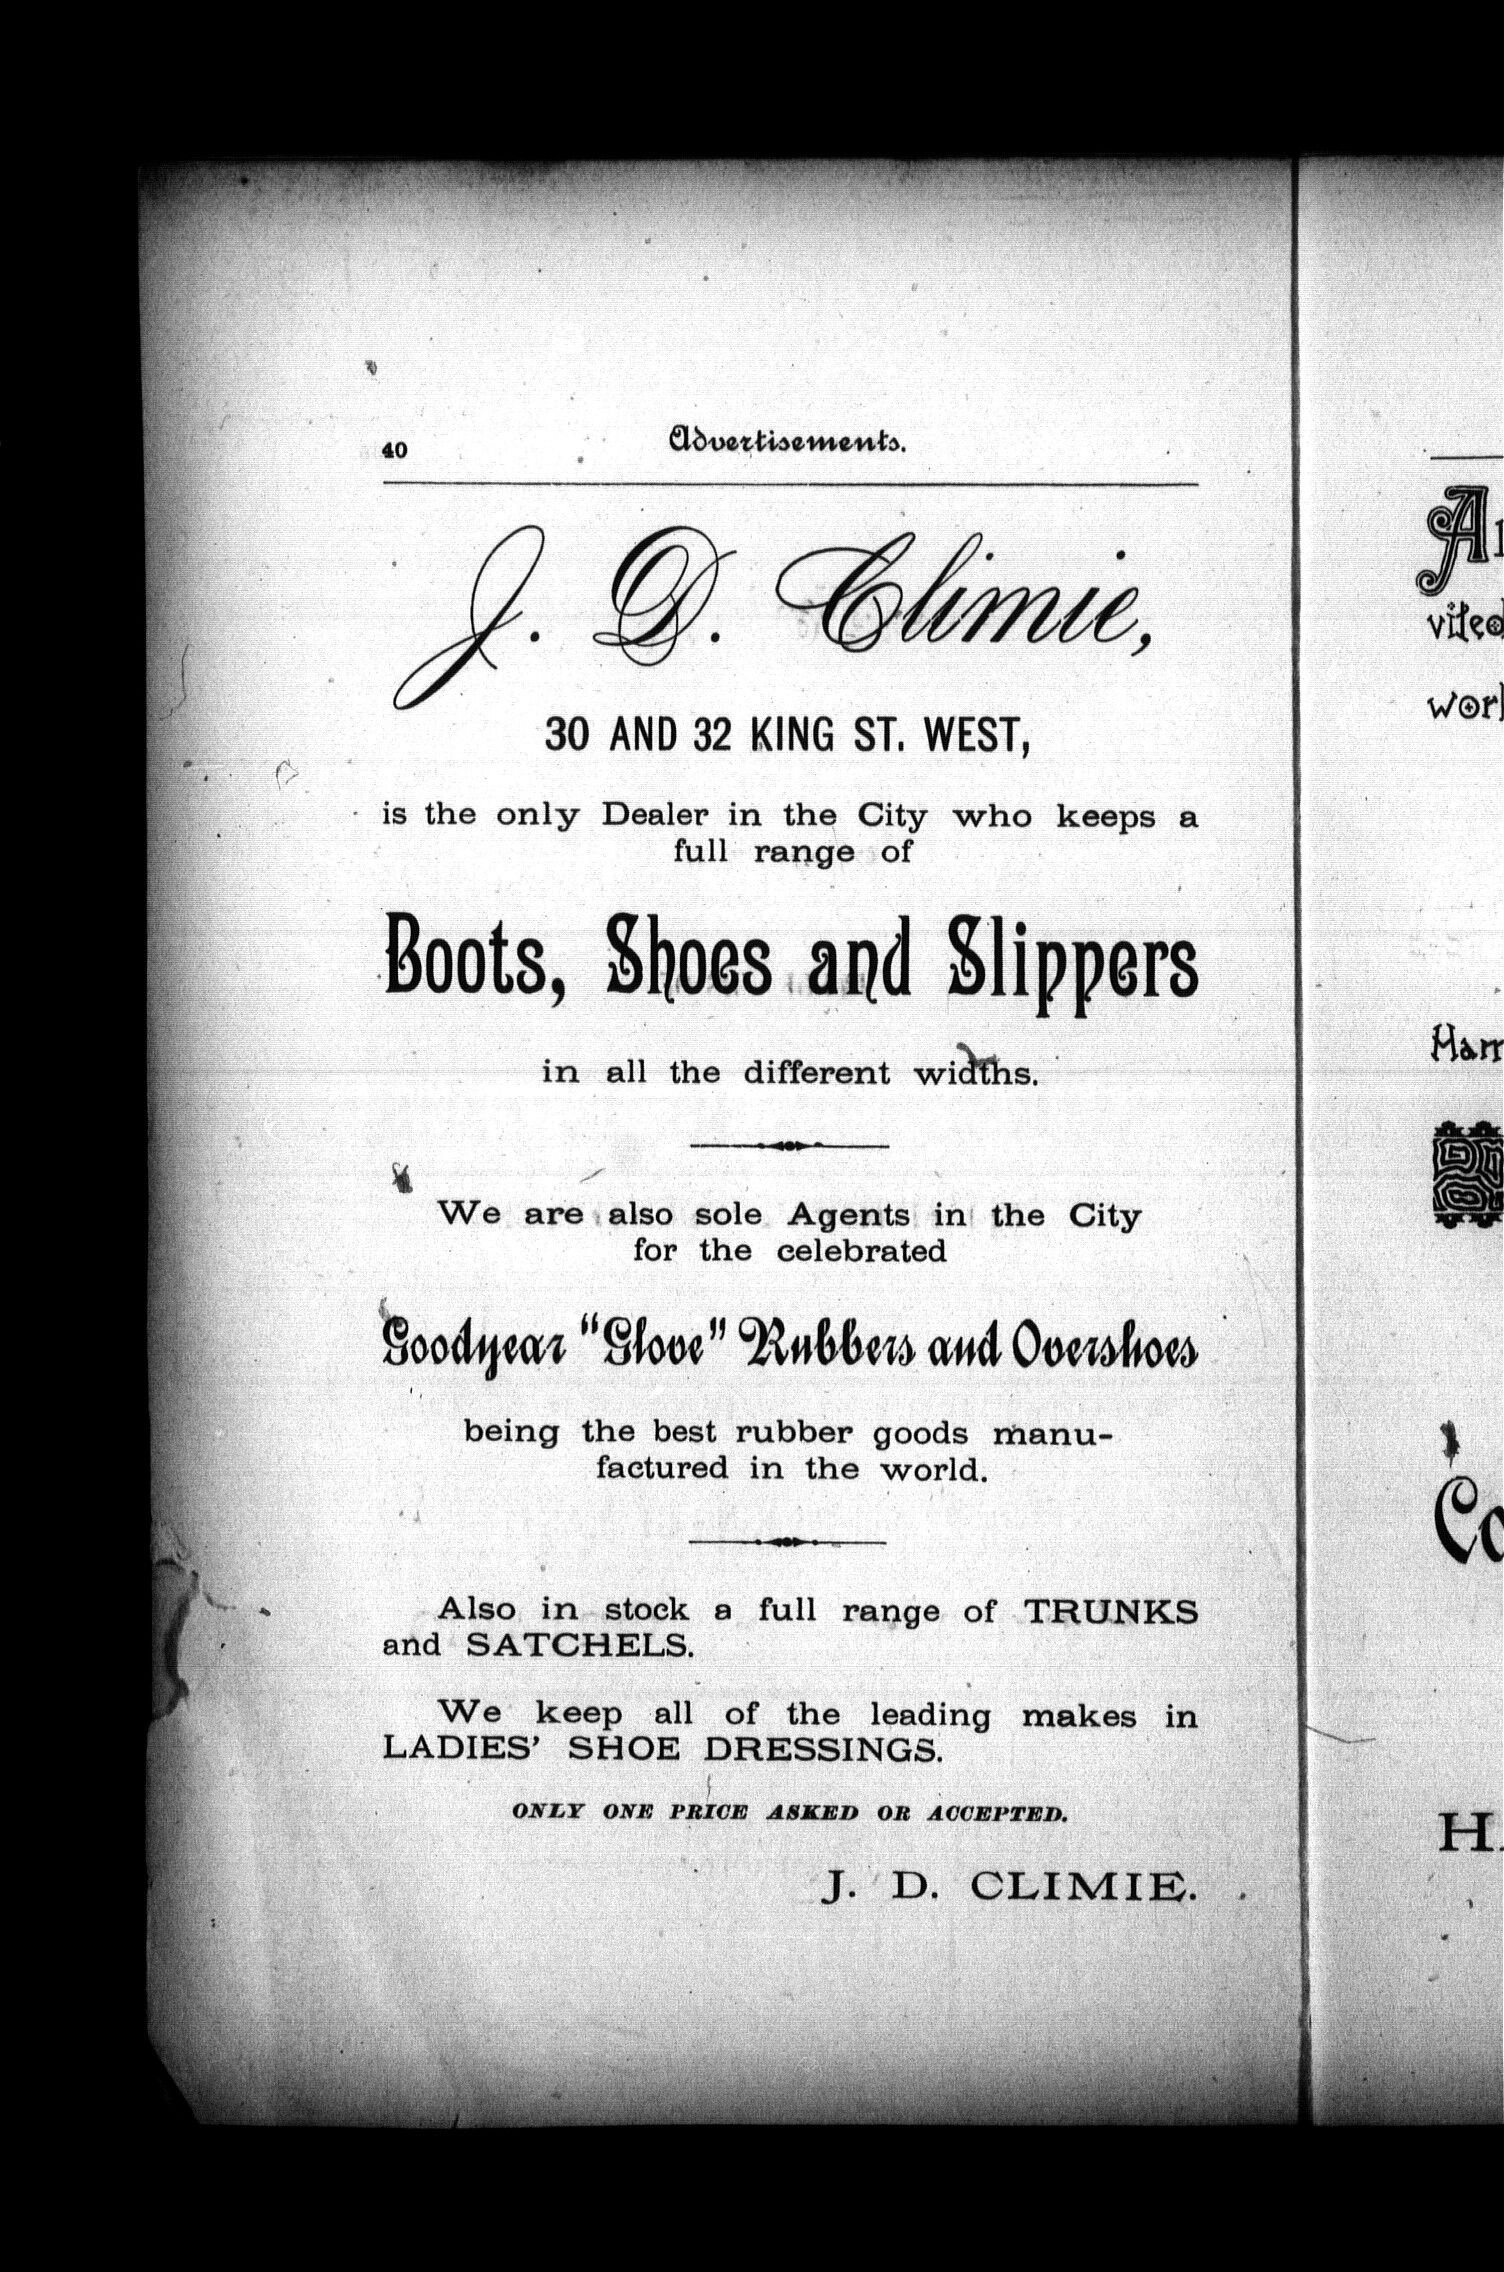 40
Advertisements.
J. D. Climie,
30 AND 32 KING ST. WEST,
is the only Dealer in the City who keeps a
full range of
Boots, Shoes and Slippers
in all the different widths.
We are also sole Agents in the City
for the celebrated
Goodyear "Glove" Rubbers and Overshoes
being the best rubber goods manu-
factured in the world.
Also in stock a full range of TRUNKS
and SATCHELS.
We keep all of the leading makes in
LADIES' SHOE DRESSINGS.
ONLY ONE PRICE ASKED OR ACCEPTED.
J. D. CLIMIE.